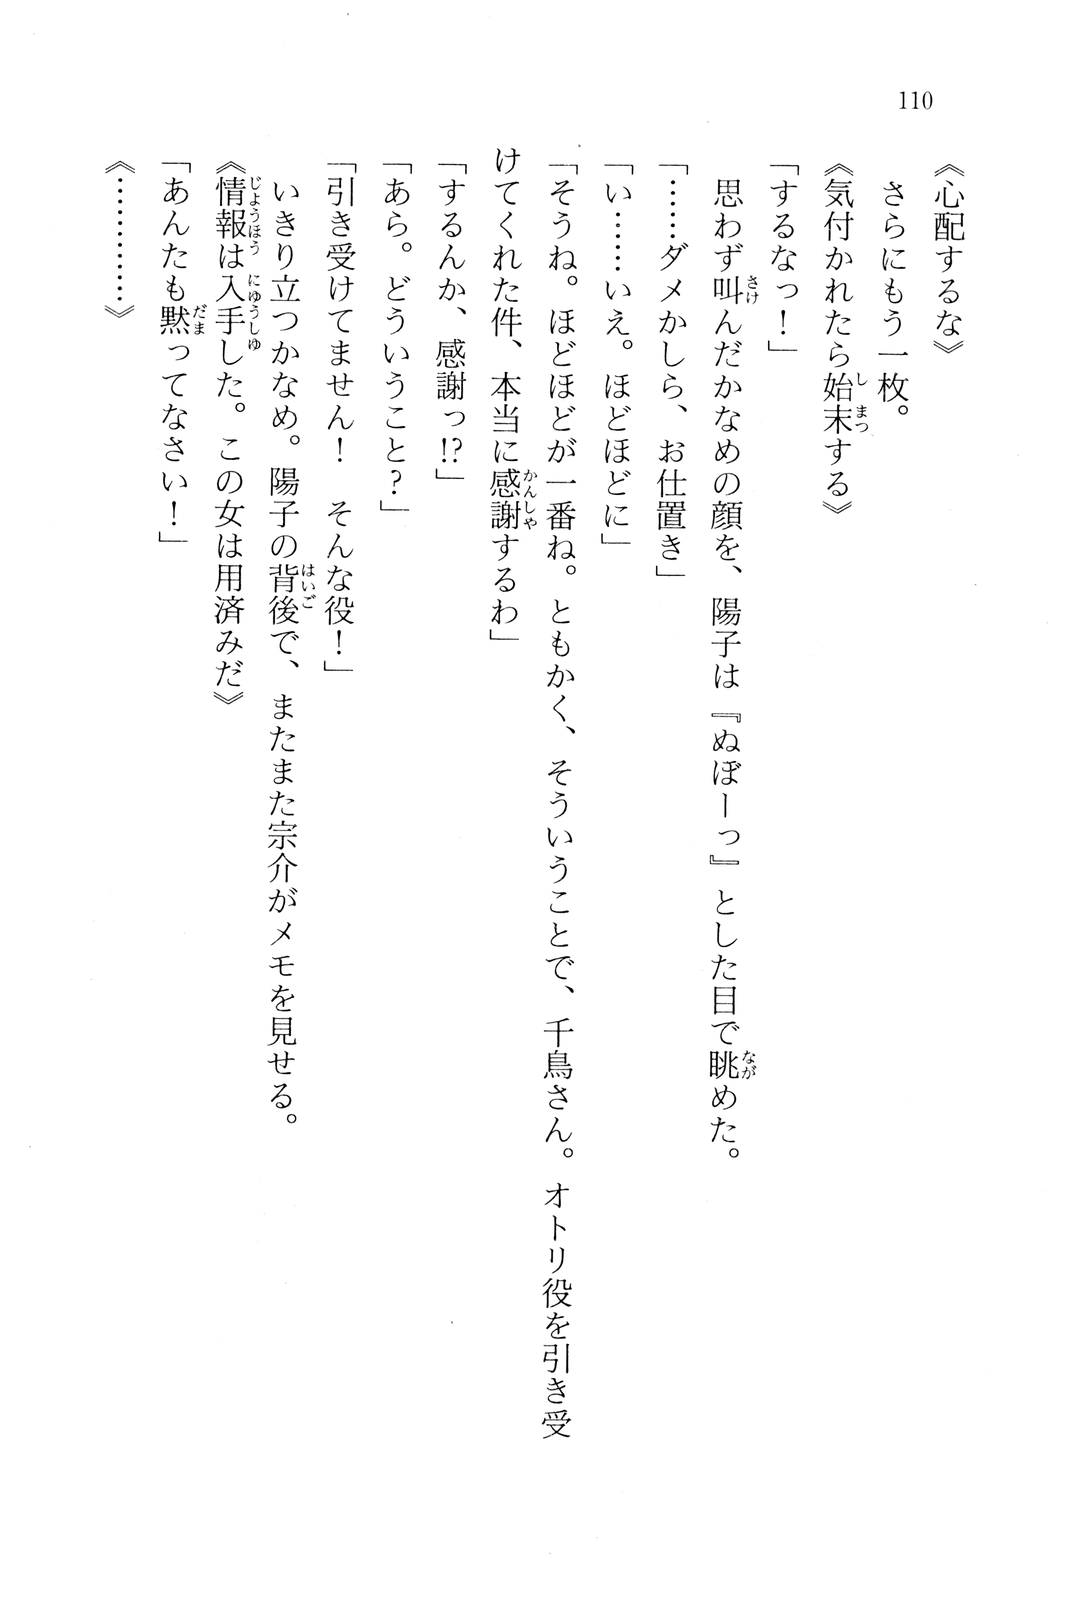 110
《心配するな》
　さらにもう一枚。
《気付かれたら始末する》
「するなっ！」
　思わず叫んだかなめの顔を、陽子は『ぬぼーっ』とした目で眺めた。
「……ダメかしら、お仕置き」
「い……いえ。ほどほどに」
「そうね。ほどほどが一番ね。ともかく、そういうことで、千鳥さん。オトリ役を引き受
けてくれた件、本当に感謝するわ」
「するんか、感謝っ!?」
「あら。どういうこと？」
「引き受けてません！　そんな役！」
　いきり立つかなめ。陽子の背後で、またまた宗介がメモを見せる。
《情報は入手した。この女は用済みだ》
「あんたも黙ってなさい！」
《…………》